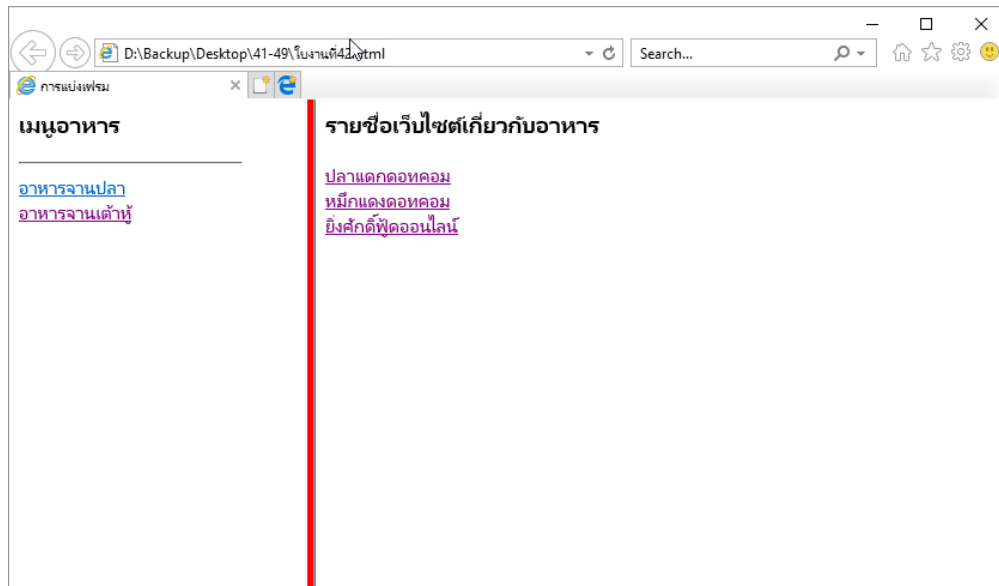 D:\Backup\Desktop\41-49\ใบงานที่42.html
Search...
การแบ่งเฟรม
เมนูอาหาร
อาหารจานปลา
อาหารจานเต้าหู้
รายชื่อเว็บไซต์เกี่ยวกับอาหาร
ปลาแดกดอทคอม
หมึกแดงดอทคอม
ยิ่งศักดิ์ฟู้ดออนไลน์